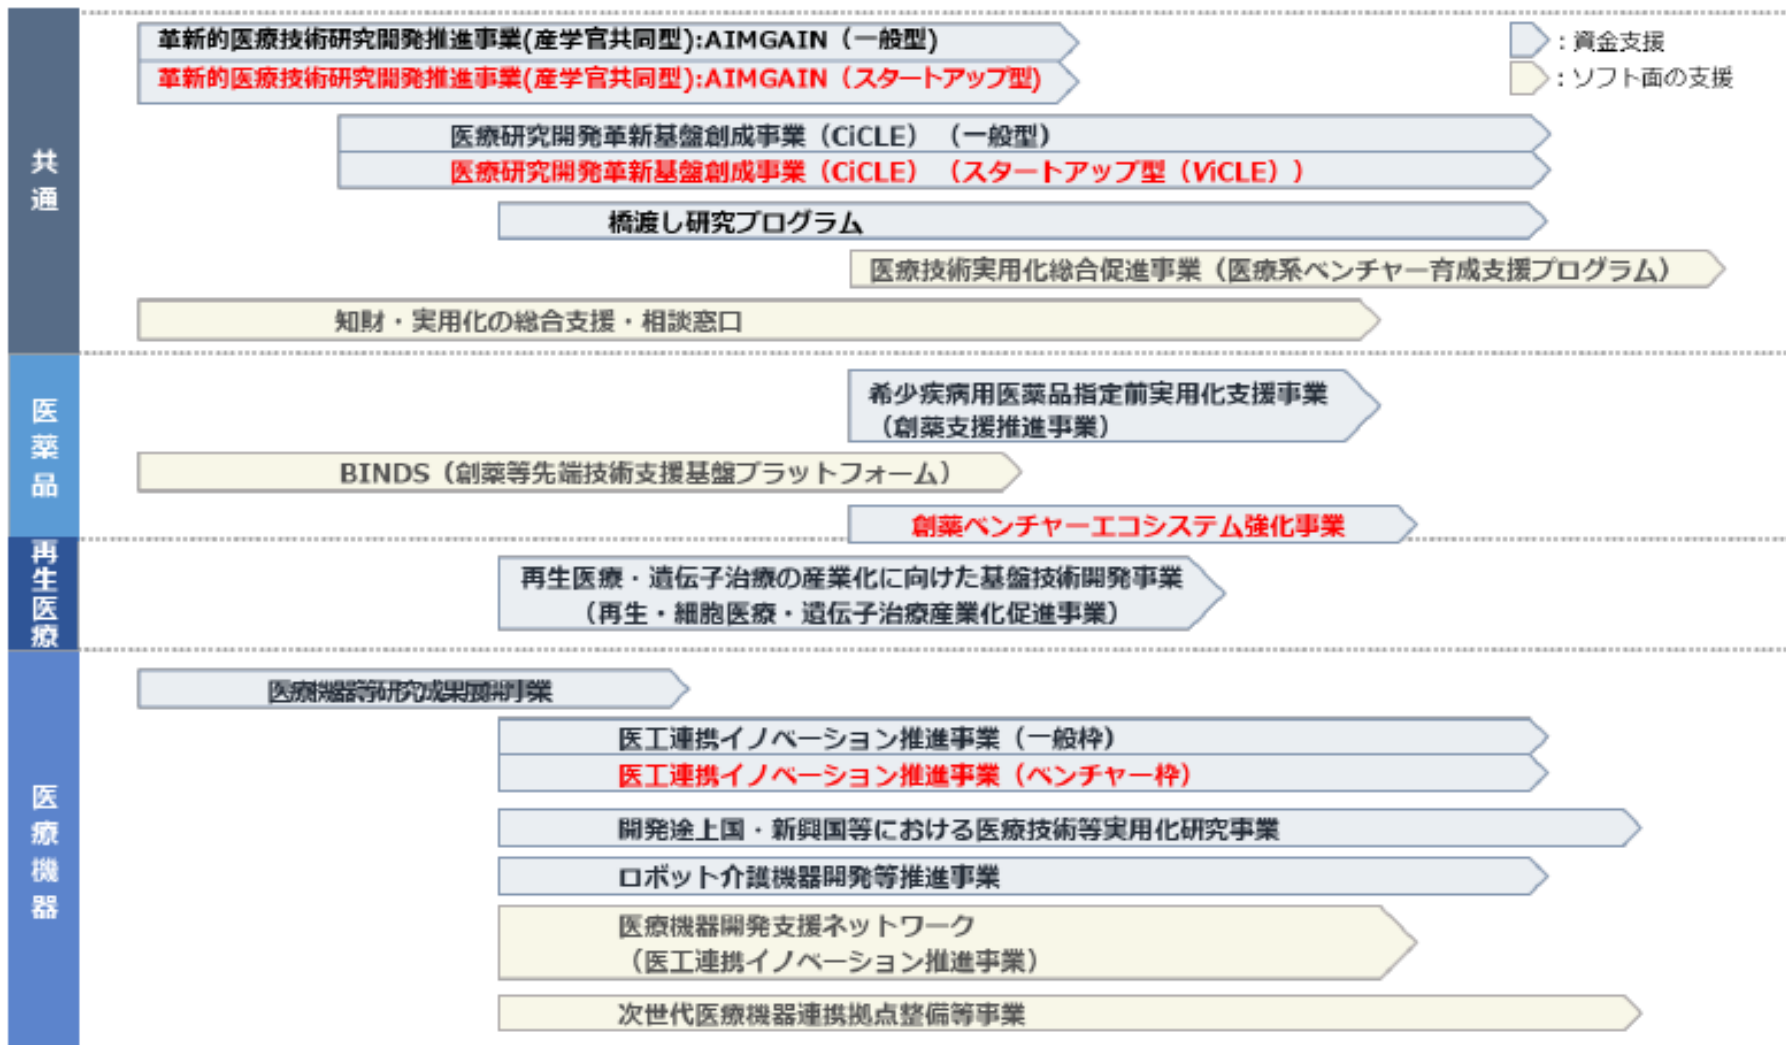 革新的医療技術研究開発推進事業(産学官共同型):AIMGAIN（一般型)
：資金支援
革新的医療技術研究開発推進事業(産学官共同型):AIMGAIN（スタートアップ型)
：ソフト面の支援
共通
医療研究開発革新基盤創成事業（CiCLE）（一般型）
医療研究開発革新基盤創成事業（CiCLE）（スタートアップ型（ViCLE））
橋渡し研究プログラム
医療技術実用化総合促進事業（医療系ベンチャー育成支援プログラム）
知財・実用化の総合支援・相談窓口
医薬品
希少疾病用医薬品指定前実用化支援事業
（創薬支援推進事業）
BINDS（創薬等先端技術支援基盤プラットフォーム）
創薬ベンチャーエコシステム強化事業
再生医療
再生医療・遺伝子治療の産業化に向けた基盤技術開発事業
（再生・細胞医療・遺伝子治療産業化促進事業）
医療機器
医療機器等研究成果展開事業
医工連携イノベーション推進事業（一般枠）
医工連携イノベーション推進事業（ベンチャー枠）
開発途上国・新興国等における医療技術等実用化研究事業
ロボット介護機器開発等推進事業
医療機器開発支援ネットワーク
（医工連携イノベーション推進事業）
次世代医療機器連携拠点整備等事業